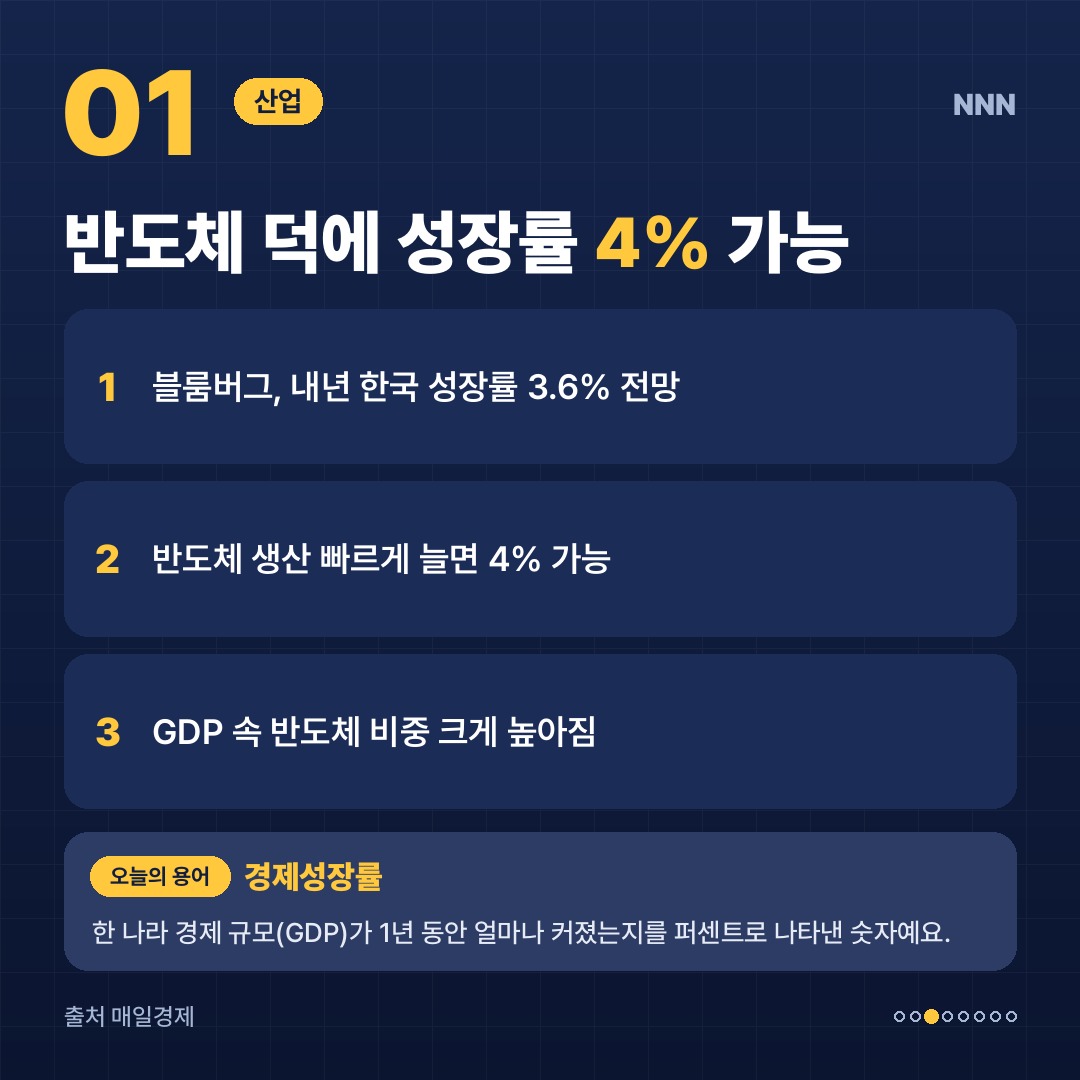 01 산업
NNN
반도체 덕에 성장률 4% 가능
1 블룸버그, 내년 한국 성장률 3.6% 전망
2 반도체 생산 빠르게 늘면 4% 가능
3 GDP 속 반도체 비중 크게 높아짐
오늘의 용어 경제성장률
한 나라 경제 규모(GDP)가 1년 동안 얼마나 커졌는지를 퍼센트로 나타낸 숫자예요.
출처 매일경제